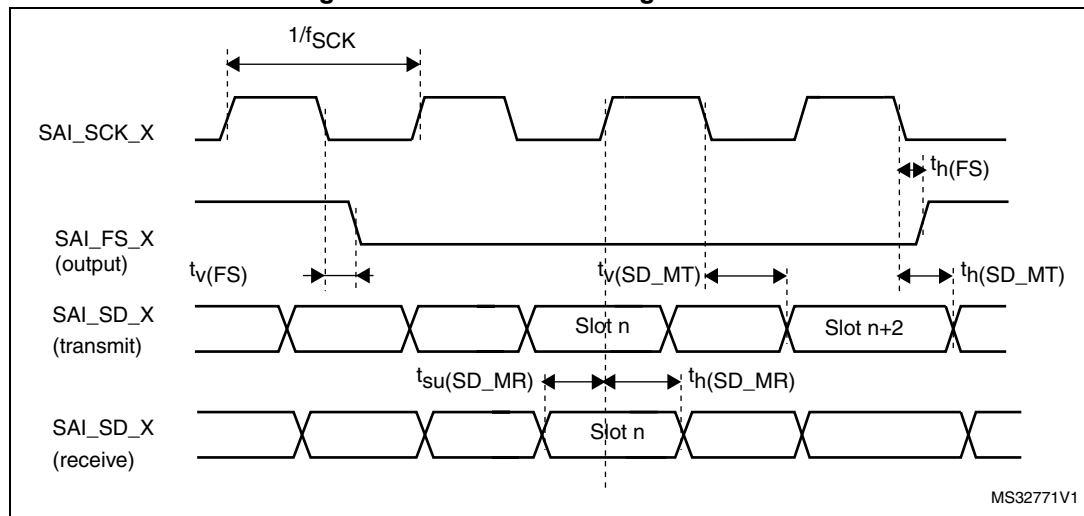 1/fSCK
SAI_SCK_X
th(FS)
SAI_FS_X
(output)
tv(FS)
tv(SD_MT)
th(SD_MT)
SAI_SD_X
(transmit)
Slot n
Slot n+2
tsu(SD_MR)
th(SD_MR)
SAI_SD_X
(receive)
Slot n
MS32771V1